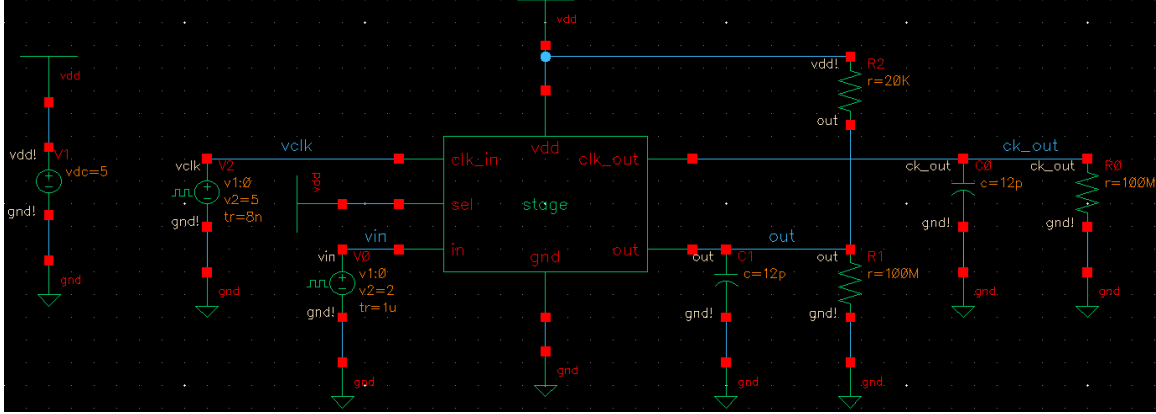 vdd
vdd
vdd!
R2
r=20K
out
vdd! V1
vdc=5
gnd!
gnd
vclk
vclk V2
v1:0
v2=5
tr=8n
gnd!
gnd
vdd
clk_in
vdd
clk_out
sel
stage
in
gnd
out
vin
vin V0
v1:0
v2=2
tr=1u
gnd!
gnd
gnd
out
out C1
c=12p
gnd!
gnd
out R1
r=100M
gnd!
gnd
ck_out
ck_out C0
c=12p
gnd!
gnd
ck_out R0
r=100M
gnd!
gnd